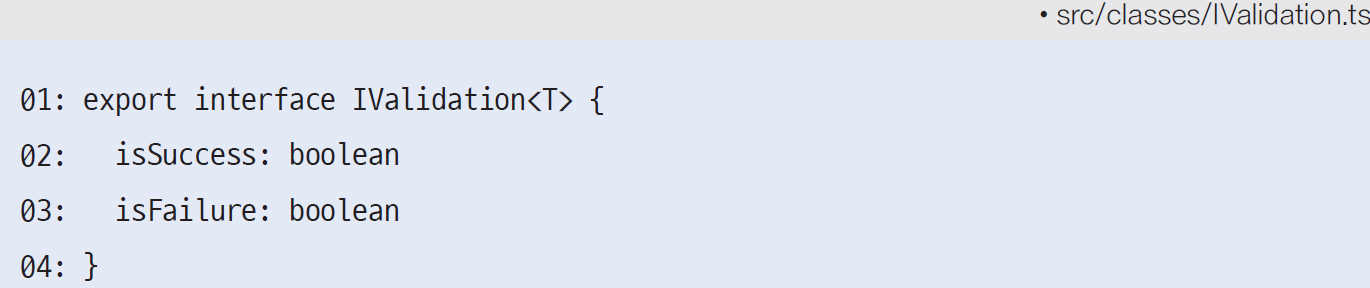 • src/classes/IValidation.ts
01: export interface IValidation<T> {
02:   isSuccess: boolean
03:   isFailure: boolean
04: }